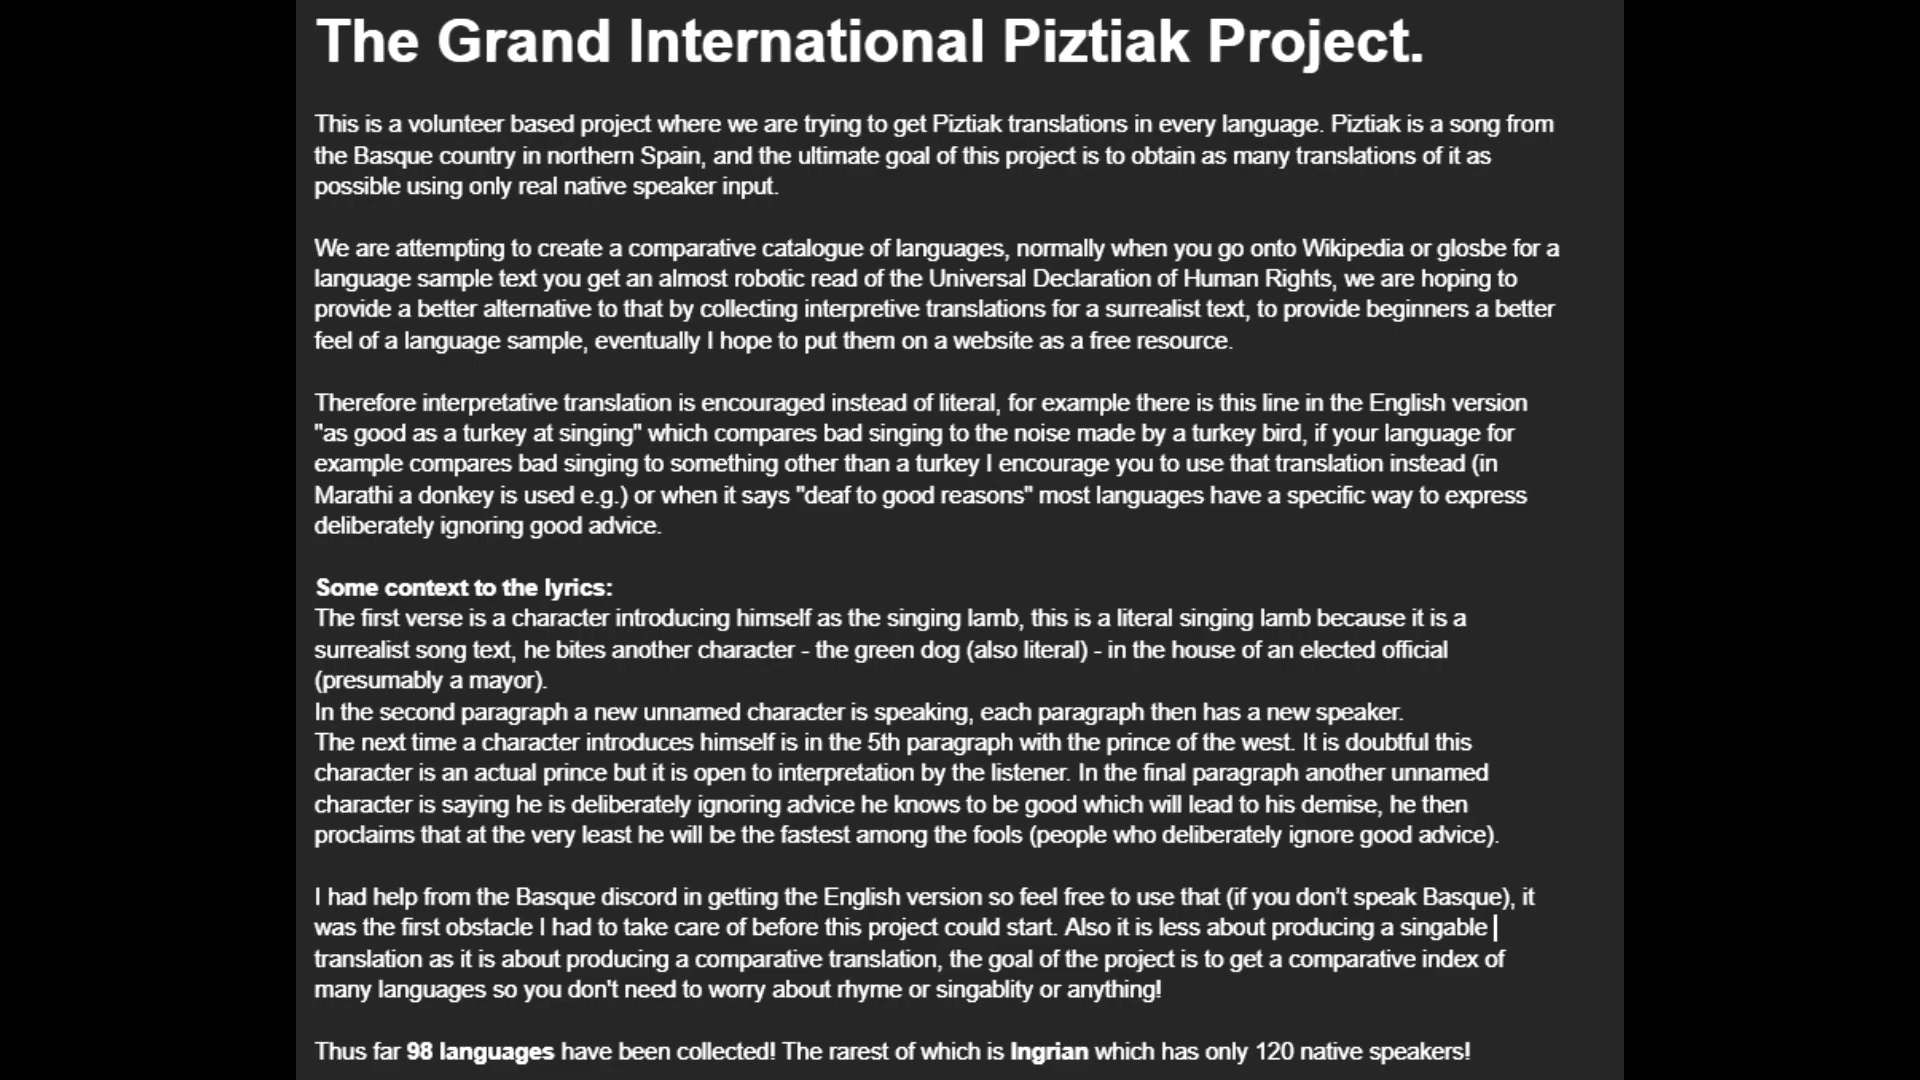 The Grand International Piztiak Project.
This is a volunteer based project where we are trying to get Piztiak translations in every language. Piztiak is a song from
the Basque country in northern Spain, and the ultimate goal of this project is to obtain as many translations of it as
possible using only real native speaker input.
We are attempting to create a comparative catalogue of languages, normally when you go onto Wikipedia or glosbe for a
language sample text you get an almost robotic read of the Universal Declaration of Human Rights, we are hoping to
provide a better alternative to that by collecting interpretive translations for a surrealist text, to provide beginners a better
feel of a language sample, eventually I hope to put them on a website as a free resource.
Therefore interpretative translation is encouraged instead of literal, for example there is this line in the English version
"as good as a turkey at singing" which compares bad singing to the noise made by a turkey bird, if your language for
example compares bad singing to something other than a turkey I encourage you to use that translation instead (in
Marathi a donkey is used e.g.) or when it says "deaf to good reasons" most languages have a specific way to express
deliberately ignoring good advice.
Some context to the lyrics:
The first verse is a character introducing himself as the singing lamb, this is a literal singing lamb because it is a
surrealist song text, he bites another character - the green dog (also literal) - in the house of an elected official
(presumably a mayor).
In the second paragraph a new unnamed character is speaking, each paragraph then has a new speaker.
The next time a character introduces himself is in the 5th paragraph with the prince of the west. It is doubtful this
character is an actual prince but it is open to interpretation by the listener. In the final paragraph another unnamed
character is saying he is deliberately ignoring advice he knows to be good which will lead to his demise, he then
proclaims that at the very least he will be the fastest among the fools (people who deliberately ignore good advice).
I had help from the Basque discord in getting the English version so feel free to use that (if you don't speak Basque), it
was the first obstacle I had to take care of before this project could start. Also it is less about producing a singable
translation as it is about producing a comparative translation, the goal of the project is to get a comparative index of
many languages so you don't need to worry about rhyme or singablity or anything!
Thus far 98 languages have been collected! The rarest of which is Ingrian which has only 120 native speakers!